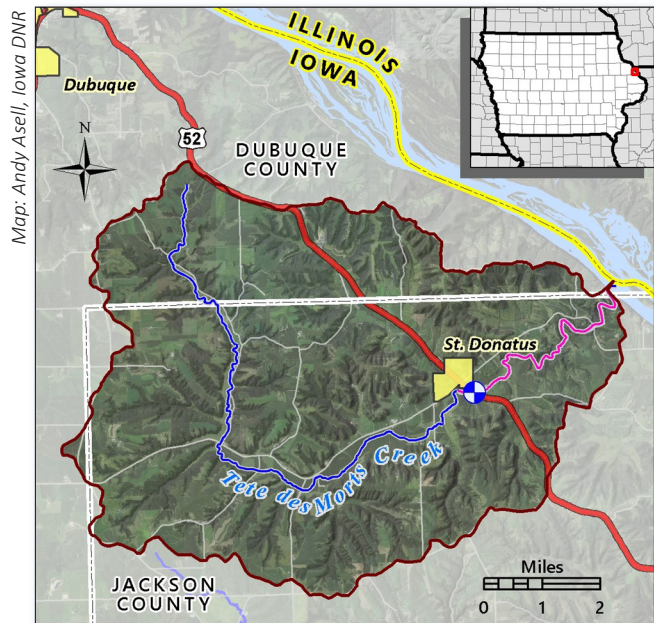 Map: Andy Asell, Iowa DNR
ILLINOIS
IOWA
Dubuque
N
52
DUBUQUE
COUNTY
St. Donatus
Tete des Morts Creek
JACKSON
COUNTY
Miles
0 1 2